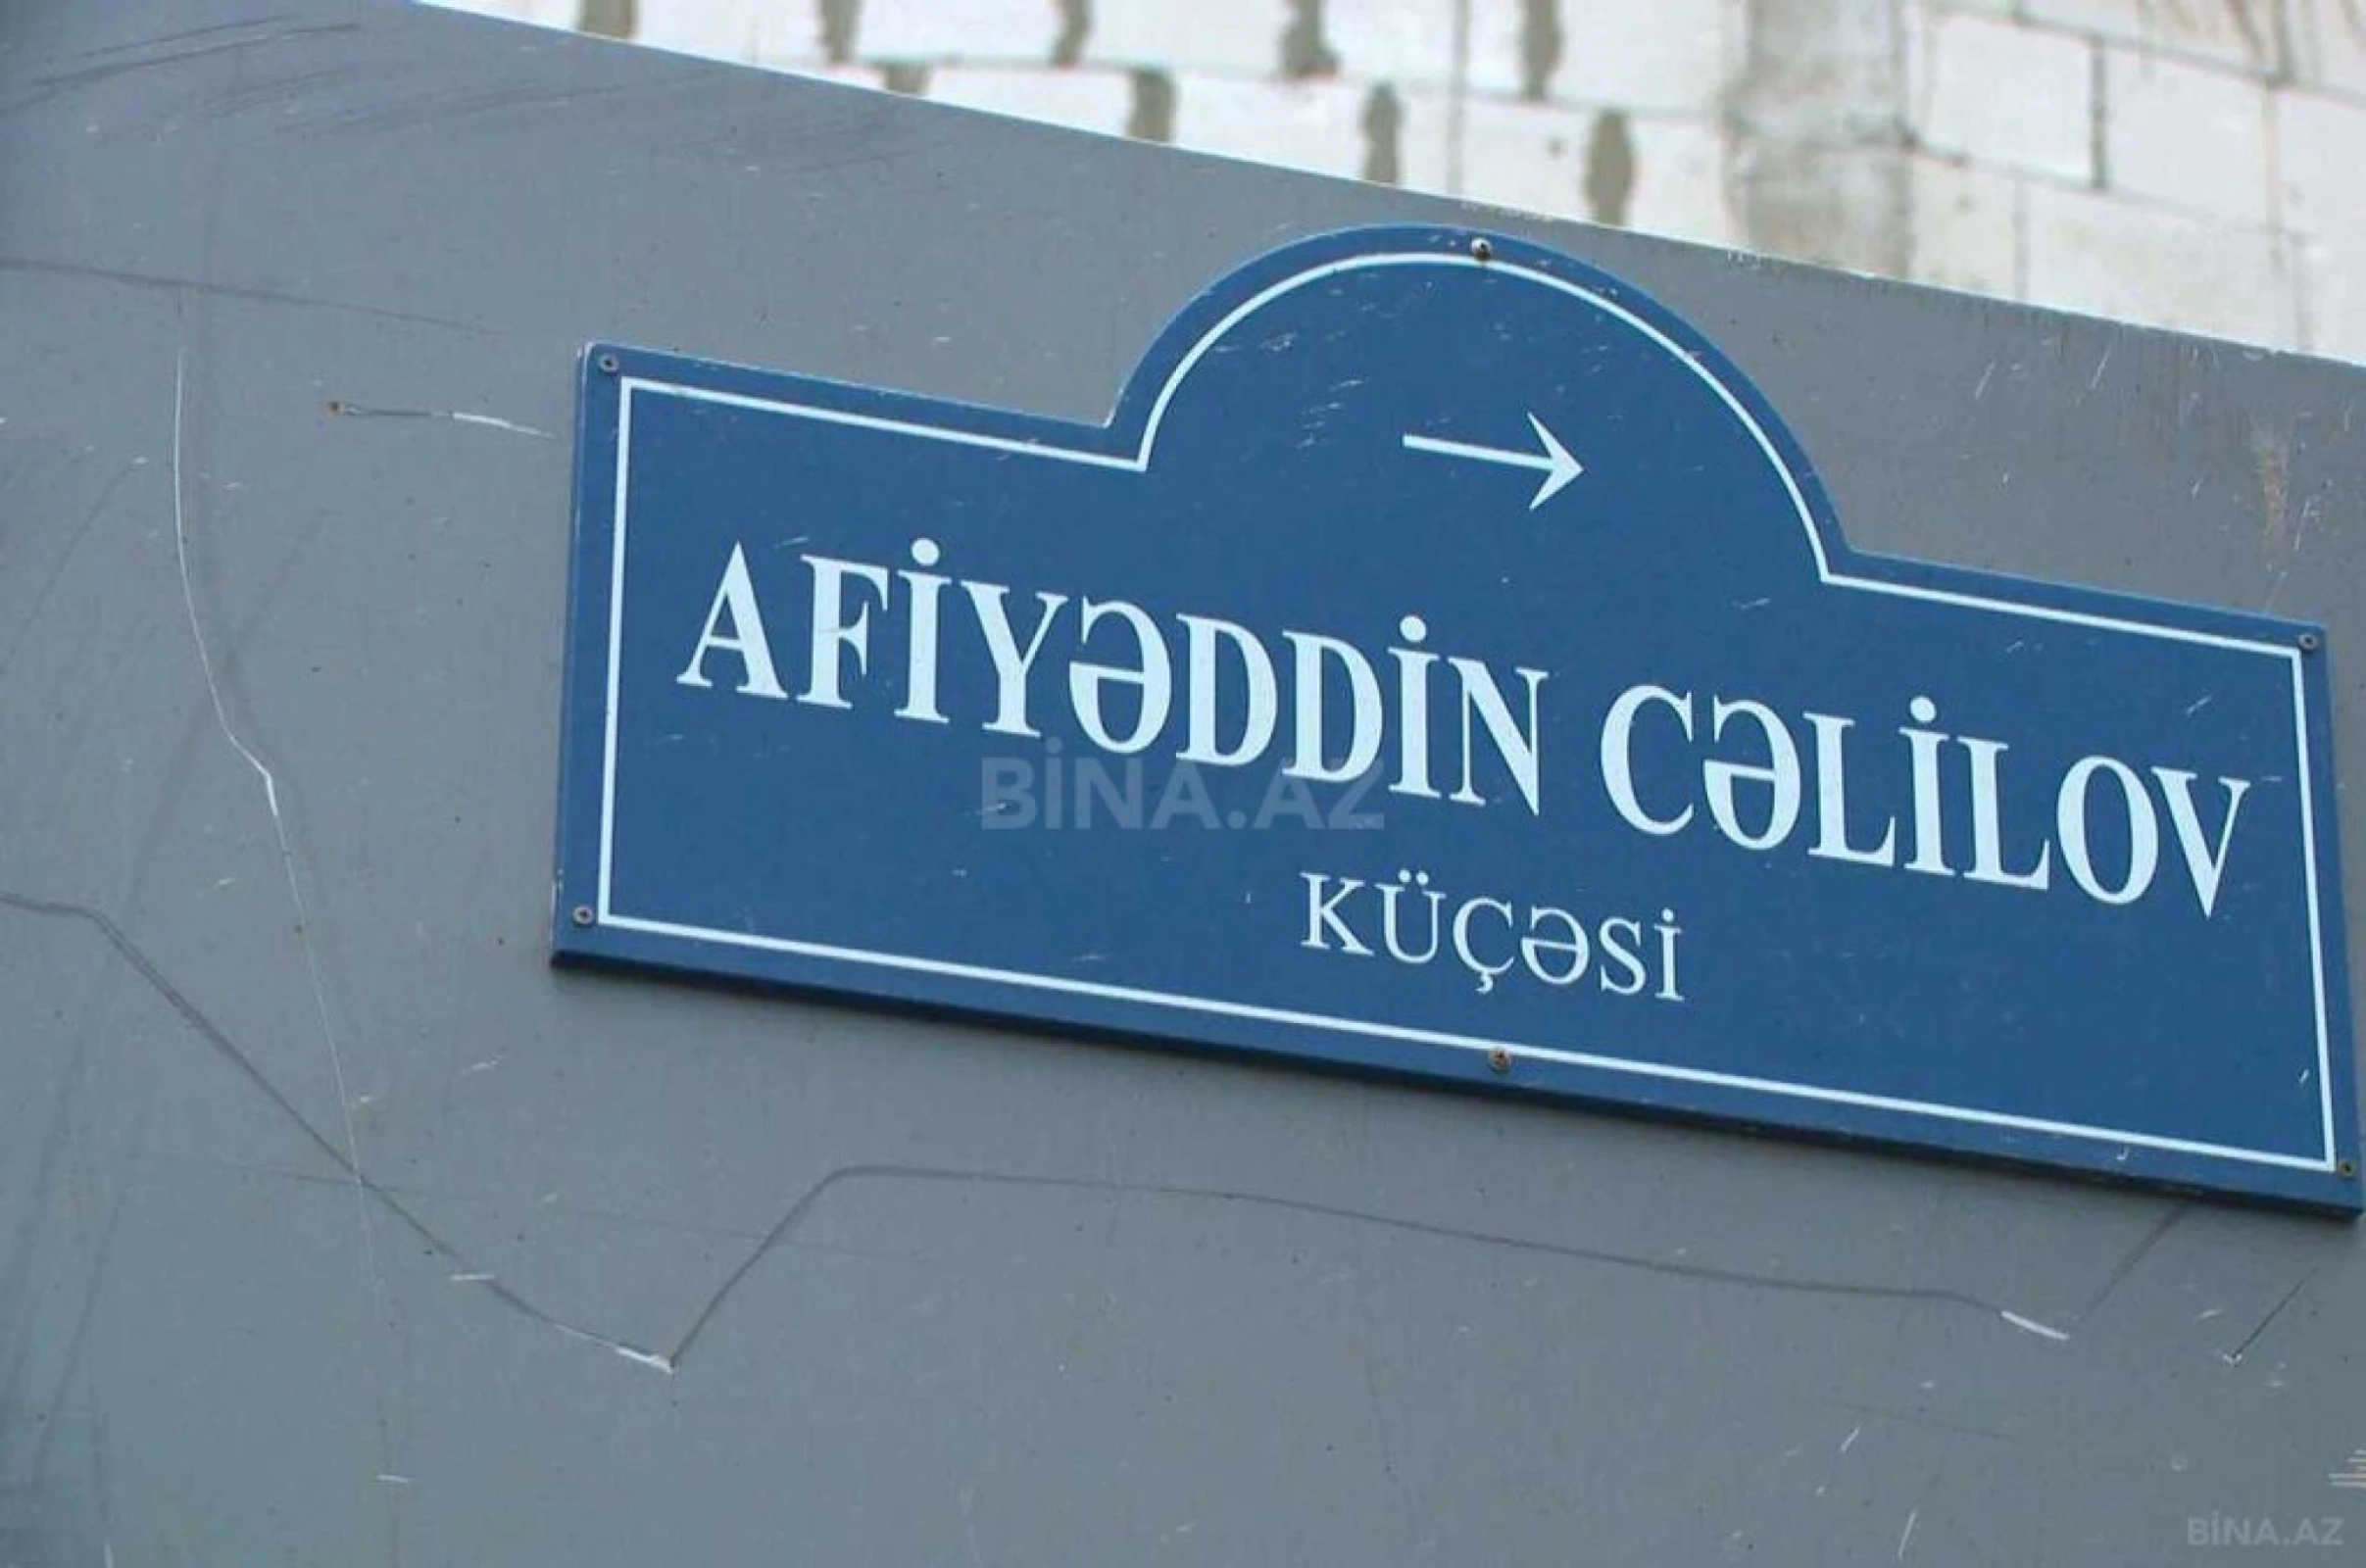 →
AFİYƏDDİN CƏLİLOV
KÜÇƏSİ
BİNA.AZ
BİNA.AZ